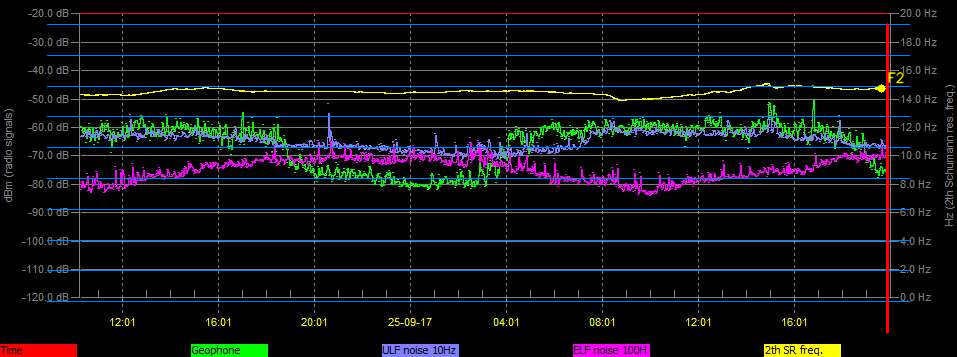 -20.0 dB 20.0 Hz
-30.0 dB 18.0 Hz
-40.0 dB 16.0 Hz
F2
-50.0 dB 14.0 Hz
-60.0 dB 12.0 Hz
-70.0 dB 10.0 Hz
-80.0 dB 8.0 Hz
-90.0 dB 6.0 Hz
-100.0 dB 4.0 Hz
-110.0 dB 2.0 Hz
-120.0 dB 0.0 Hz
dBm (radio signals)
Hz (2th Schumann res. freq.)
12:01 16:01 20:01 25-09-17 04:01 08:01 12:01 16:01
Time Geophone ULF noise 10Hz ELF noise 100H 2th SR freq.